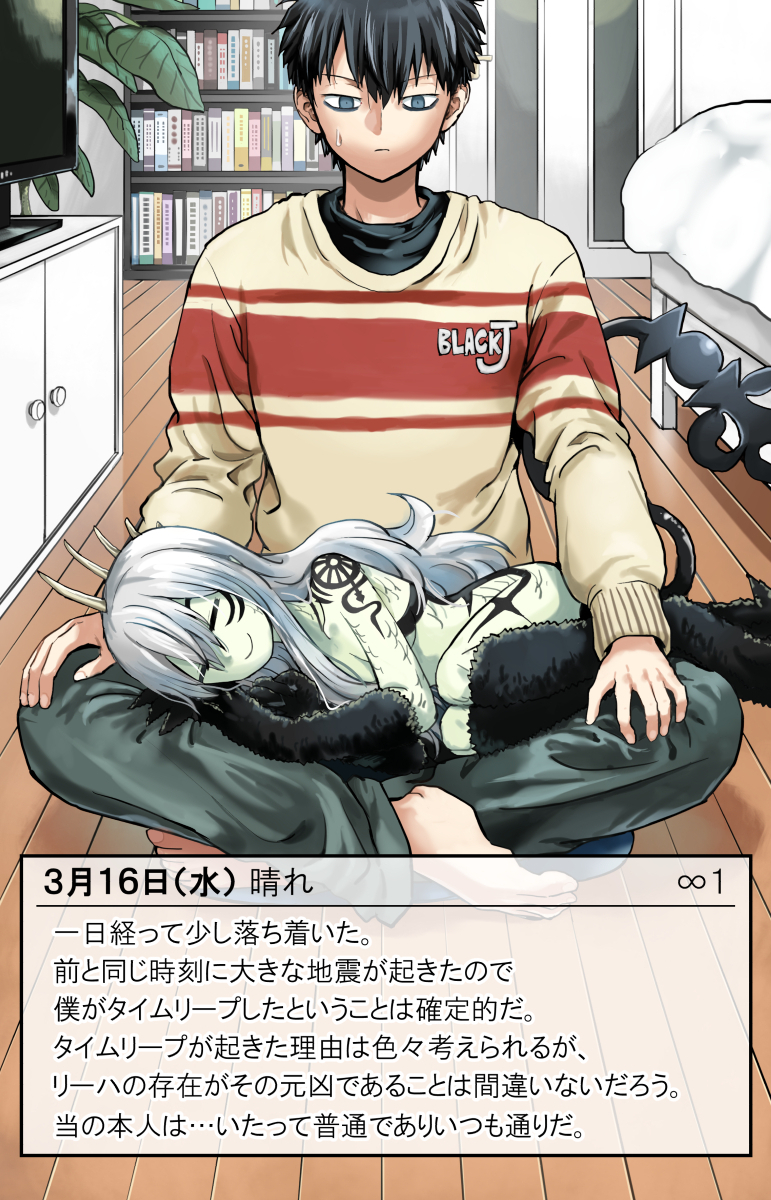 BLACKJ
3月16日(水) 晴れ ∞1
一日経って少し落ち着いた。
前と同じ時刻に大きな地震が起きたので
僕がタイムリープしたということは確定的だ。
タイムリープが起きた理由は色々考えられるが、
リーハの存在がその元凶であることは間違いないだろう。
当の本人は…いたって普通でありいつも通りだ。